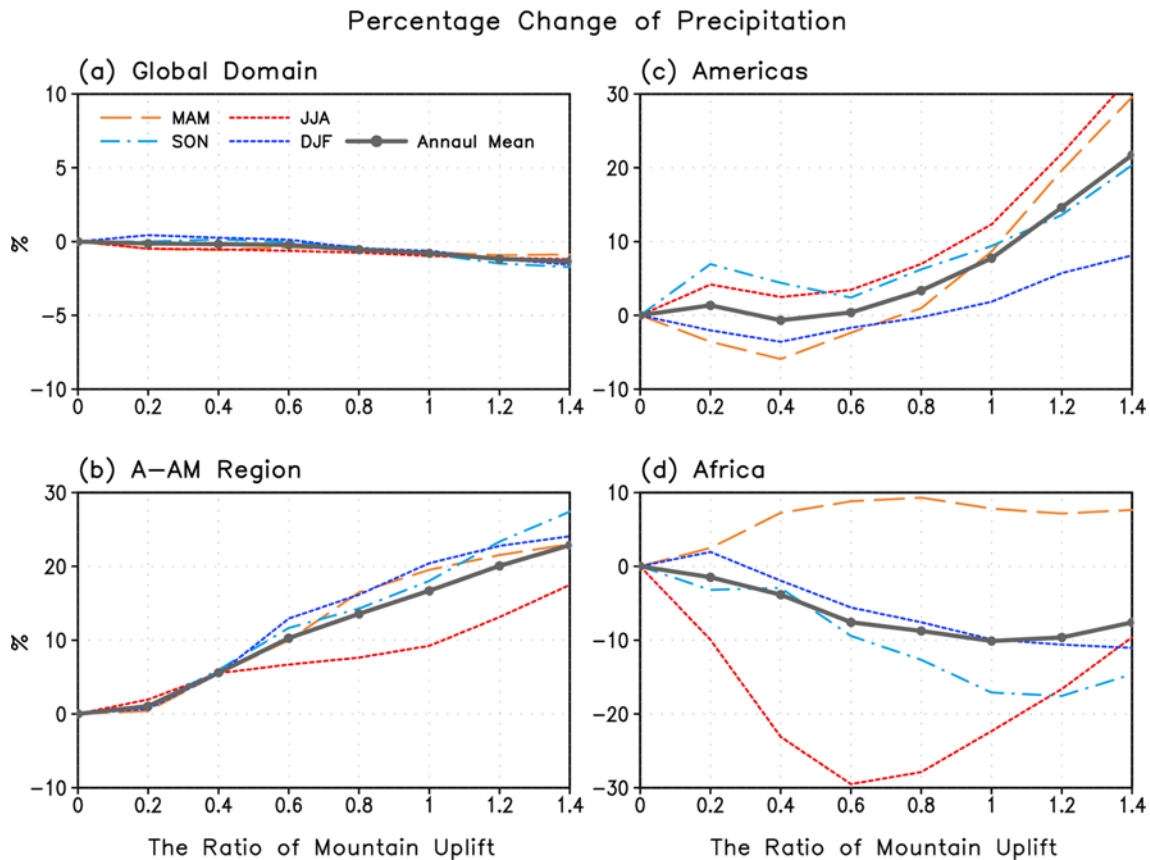 Percentage Change of Precipitation
(a) Global Domain
10
5
0
−5
−10
%
MAM
JJA
SON
DJF
Annaul Mean
0 0.2 0.4 0.6 0.8 1 1.2 1.4
(c) Americas
30
20
10
0
−10
0 0.2 0.4 0.6 0.8 1 1.2 1.4
(b) A−AM Region
30
20
10
0
−10
%
0 0.2 0.4 0.6 0.8 1 1.2 1.4
The Ratio of Mountain Uplift
(d) Africa
10
0
−10
−20
−30
0 0.2 0.4 0.6 0.8 1 1.2 1.4
The Ratio of Mountain Uplift